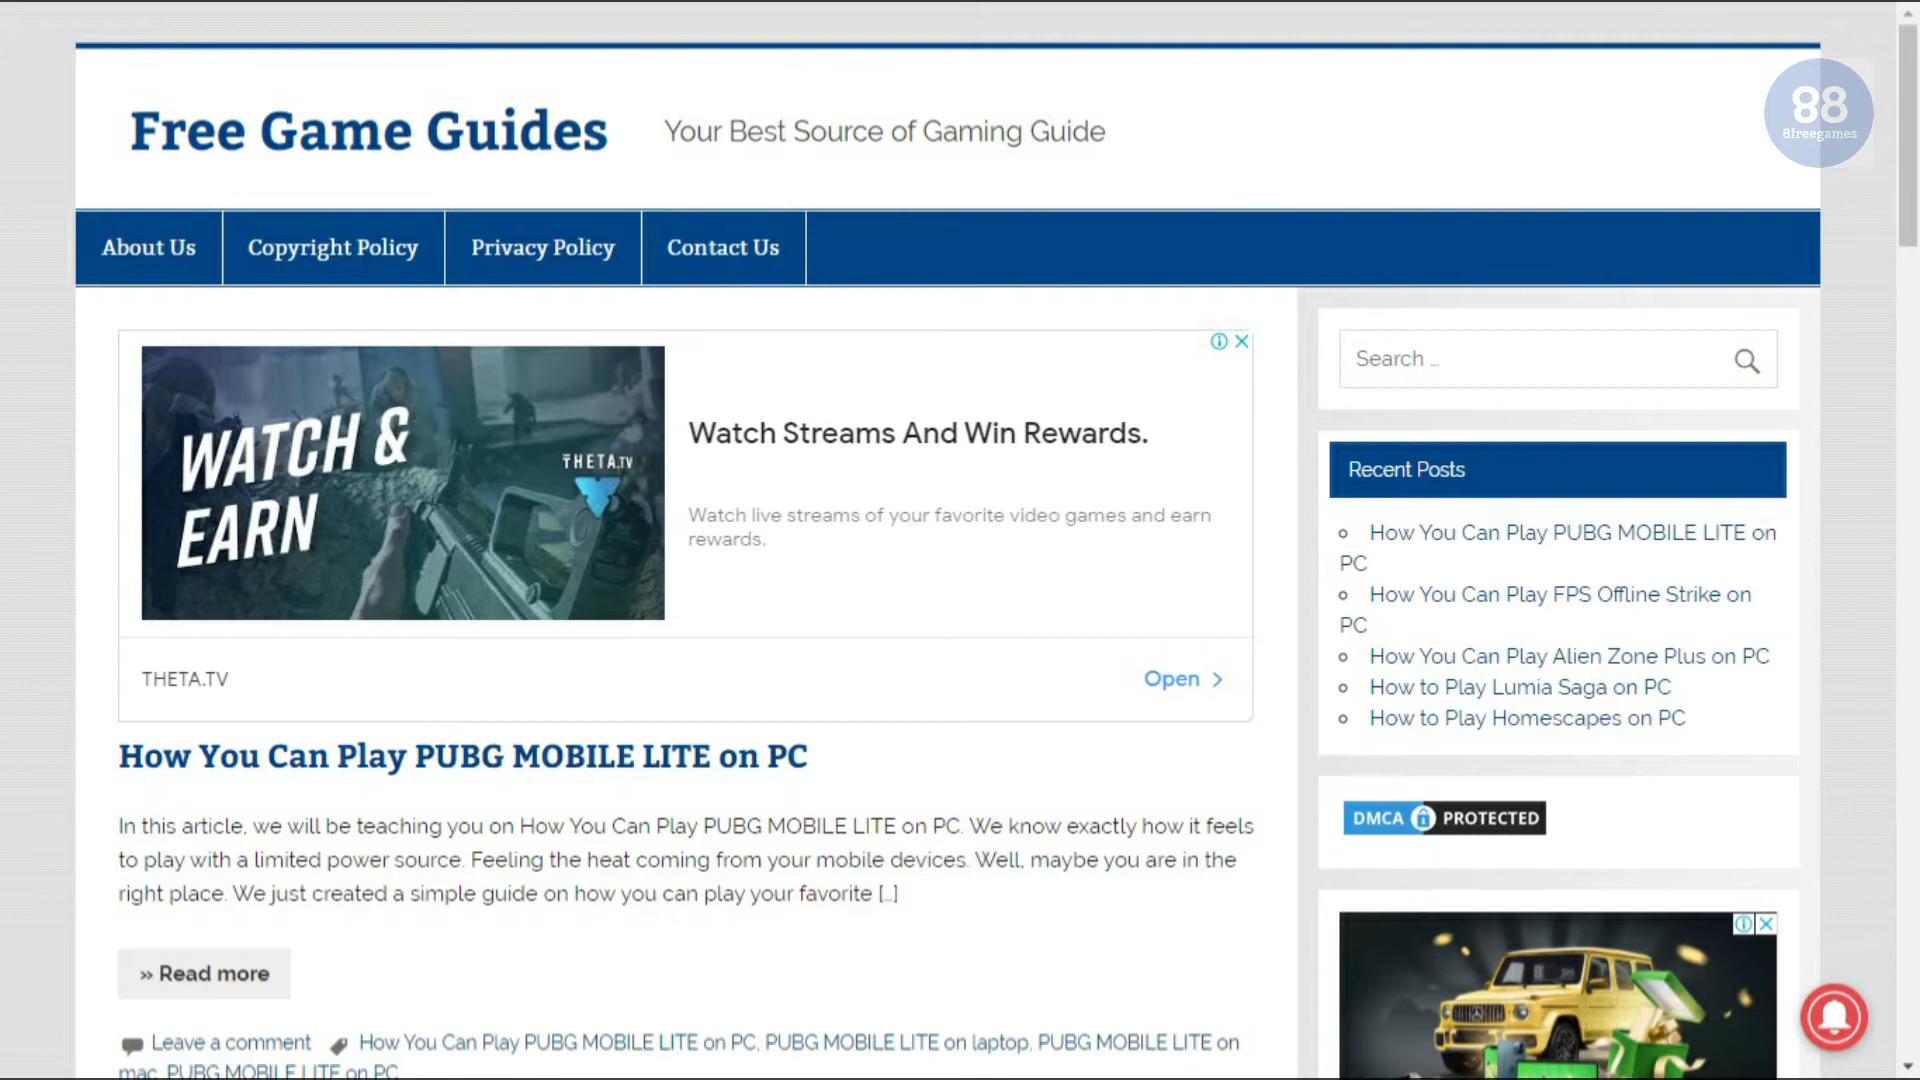 88
8freegames
Free Game Guides
Your Best Source of Gaming Guide
About Us
Copyright Policy
Privacy Policy
Contact Us
WATCH &
EARN
THETA.TV
Watch Streams And Win Rewards.
Watch live streams of your favorite video games and earn
rewards.
THETA.TV
Open
How You Can Play PUBG MOBILE LITE on PC
In this article, we will be teaching you on How You Can Play PUBG MOBILE LITE on PC. We know exactly how it feels
to play with a limited power source. Feeling the heat coming from your mobile devices. Well, maybe you are in the
right place. We just created a simple guide on how you can play your favorite [...]
» Read more
Leave a comment
How You Can Play PUBG MOBILE LITE on PC, PUBG MOBILE LITE on laptop, PUBG MOBILE LITE on
mac, PUBG MOBILE LITE on PC
Search ...
Recent Posts
How You Can Play PUBG MOBILE LITE on
PC
How You Can Play FPS Offline Strike on
PC
How You Can Play Alien Zone Plus on PC
How to Play Lumia Saga on PC
How to Play Homescapes on PC
DMCA PROTECTED